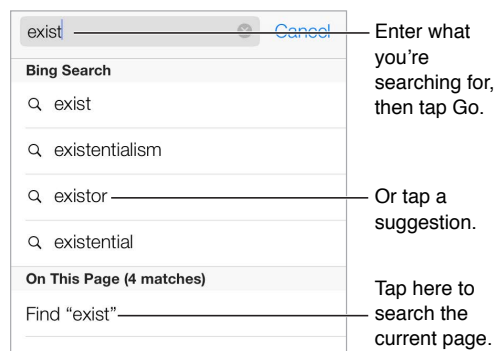 exist Cancel
Bing Search
exist
existentialism
existor
existential
On This Page (4 matches)
Find “exist”
Enter what
you’re
searching for,
then tap Go.
Or tap a
suggestion.
Tap here to
search the
current page.